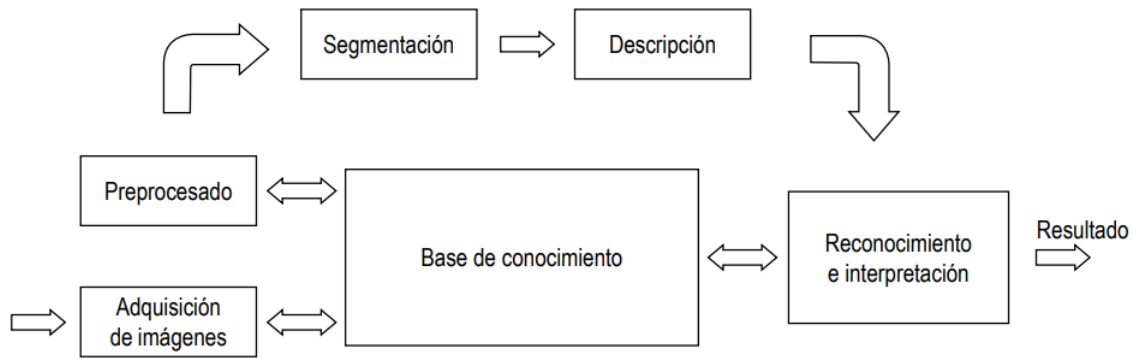 Segmentación
Descripción
Preprocesado
Base de conocimiento
Reconocimiento
e interpretación
Resultado
Adquisición
de imágenes